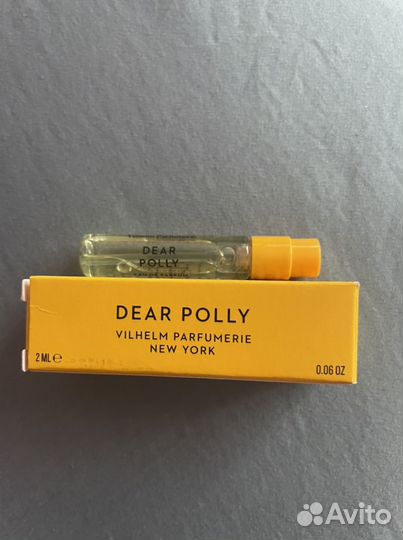 DEAR
POLLY
DEAR POLLY
VILHELM PARFUMERIE
NEW YORK
2 ML℮
0.06 OZ
Avito